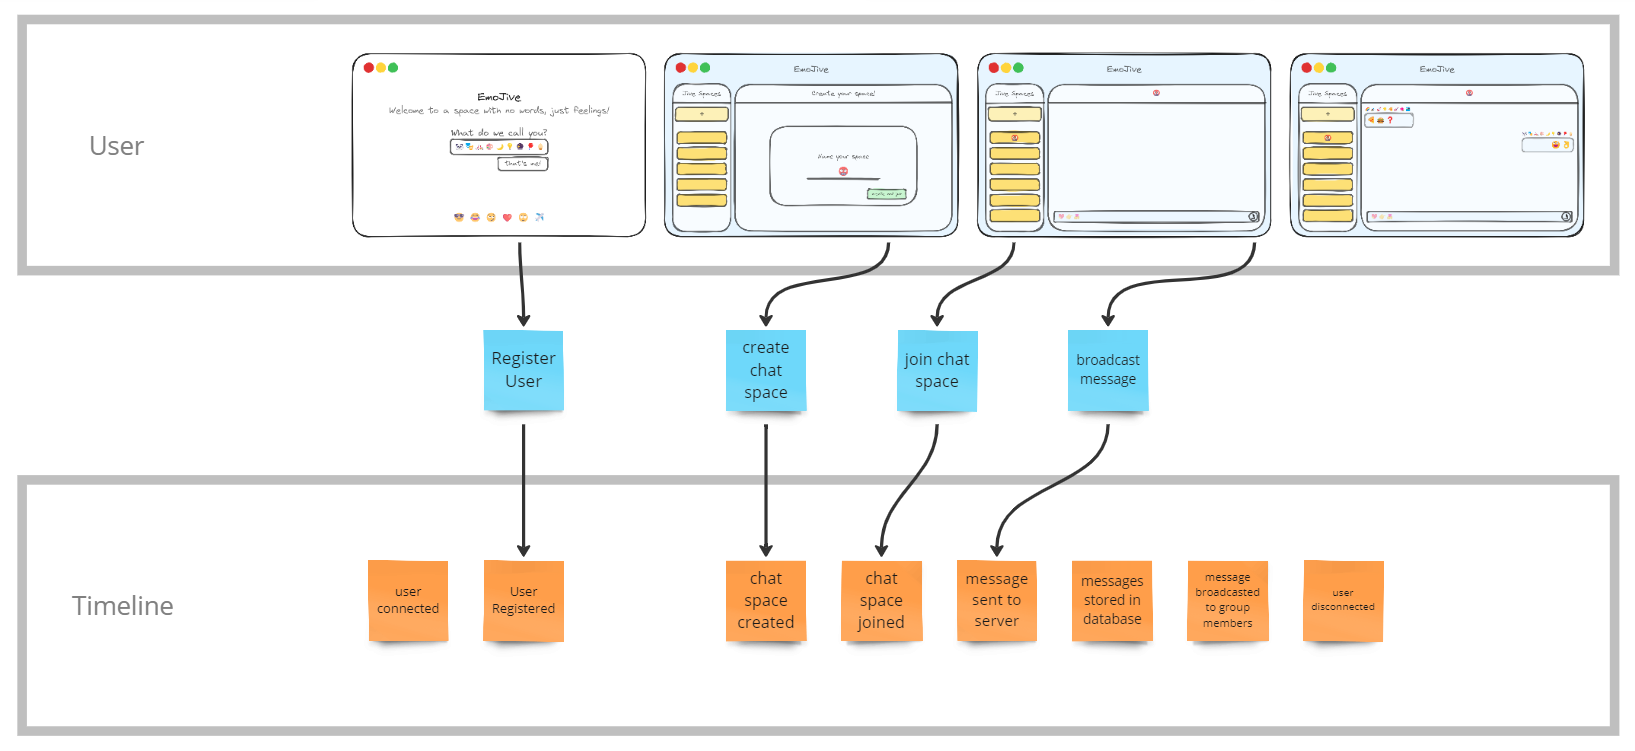 User
EmoJive
Welcome to a space with no words, just feelings!
What do we call you?
that's me!
EmoJive
Jive Spaces
Create your space!
+
Name your space
EmoJive
Jive Spaces
+
EmoJive
Jive Spaces
+
Register
User
create
chat
space
join chat
space
broadcast
message
Timeline
user
connected
User
Registered
chat
space
created
chat
space
joined
message
sent to
server
messages
stored in
database
message
broadcasted
to group
members
user
disconnected